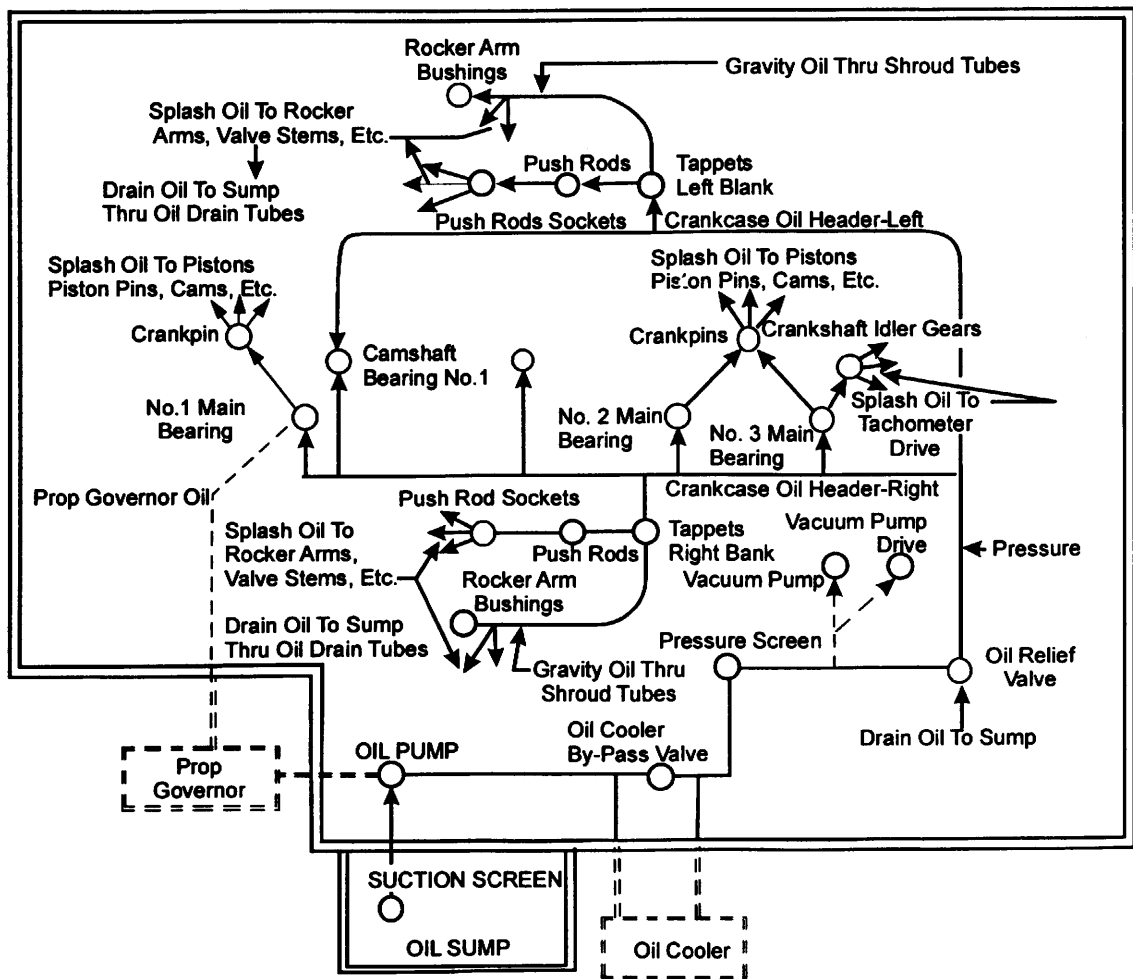 Rocker Arm
Bushings
Gravity Oil Thru Shroud Tubes
Splash Oil To Rocker
Arms, Valve Stems, Etc.
Push Rods
Tappets
Left Blank
Drain Oil To Sump
Thru Oil Drain Tubes
Push Rods Sockets
Crankcase Oil Header-Left
Splash Oil To Pistons
Piston Pins, Cams, Etc.
Splash Oil To Pistons
Piston Pins, Cams, Etc.
Crankpin
Crankpins
Crankshaft Idler Gears
Camshaft
Bearing No.1
No.1 Main
Bearing
No. 2 Main
Bearing
No. 3 Main
Bearing
Splash Oil To
Tachometer
Drive
Prop Governor Oil
Crankcase Oil Header-Right
Push Rod Sockets
Splash Oil To
Rocker Arms,
Valve Stems, Etc.
Push Rods
Tappets
Right Bank
Vacuum Pump
Drive
Vacuum Pump
Pressure
Rocker Arm
Bushings
Drain Oil To Sump
Thru Oil Drain Tubes
Gravity Oil Thru
Shroud Tubes
Pressure Screen
Oil Relief
Valve
Drain Oil To Sump
Oil Cooler
By-Pass Valve
OIL PUMP
Prop
Governor
SUCTION SCREEN
OIL SUMP
Oil Cooler